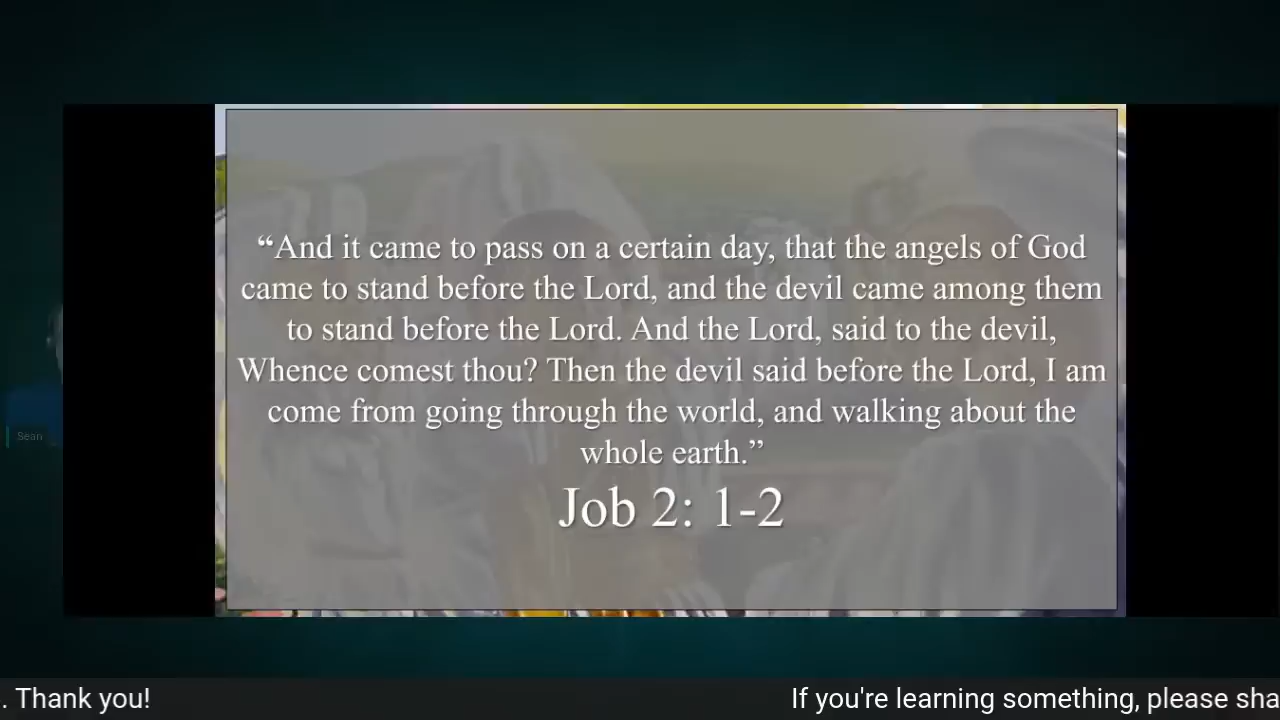 “And it came to pass on a certain day, that the angels of God
came to stand before the Lord, and the devil came among them
to stand before the Lord. And the Lord, said to the devil,
Whence comest thou? Then the devil said before the Lord, I am
come from going through the world, and walking about the
whole earth.”
Job 2: 1-2
Sean
. Thank you!
If you're learning something, please sha